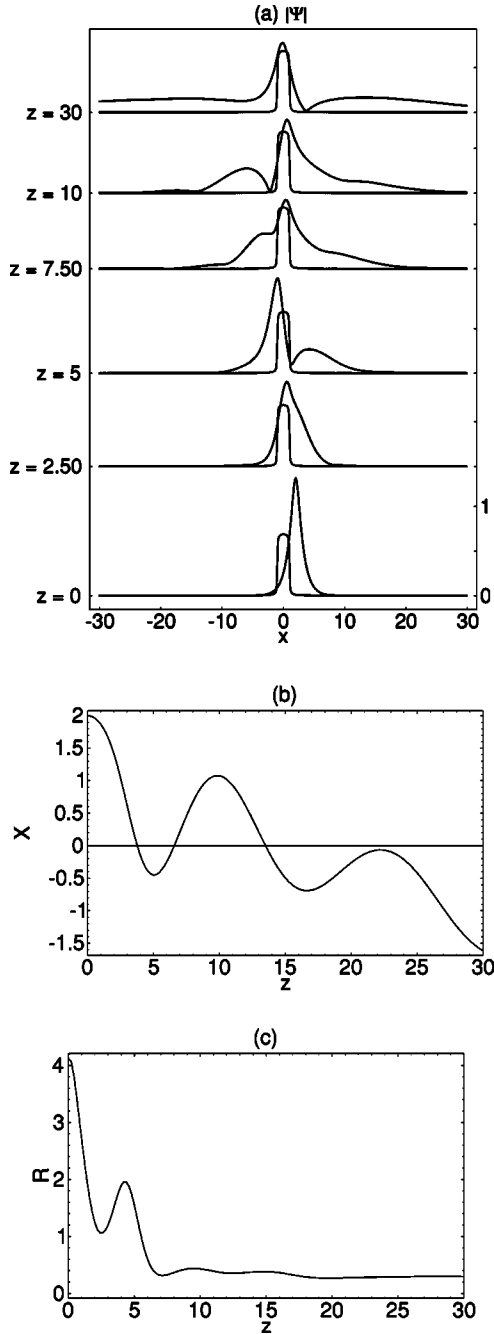 (a) |Ψ|
z = 30
z = 10
z = 7.50
z = 5
z = 2.50
z = 0
1
0
-30 -20 -10 0 10 20 30
x
(b)
2
1.5
1
0.5
0
-0.5
-1
-1.5
X
0 5 10 15 20 25 30
z
(c)
4
3
2
1
0
R
0 5 10 15 20 25 30
z